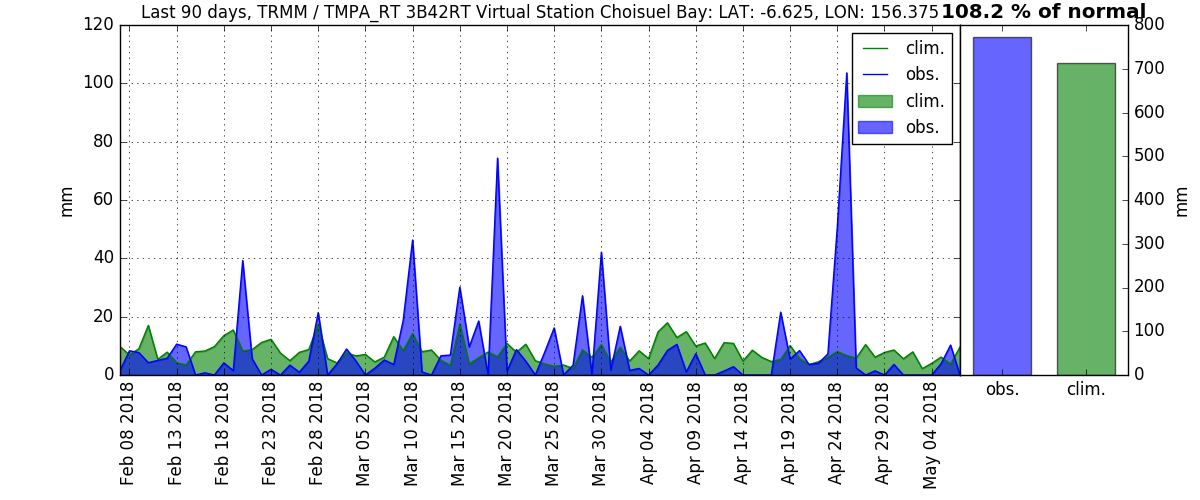 Last 90 days, TRMM / TMPA_RT 3B42RT Virtual Station Choisuel Bay: LAT: -6.625, LON: 156.375
108.2 % of normal
120
100
80
60
40
20
0
mm
clim.
obs.
clim.
obs.
800
700
600
500
400
300
200
100
0
mm
Feb 08 2018
Feb 13 2018
Feb 18 2018
Feb 23 2018
Feb 28 2018
Mar 05 2018
Mar 10 2018
Mar 15 2018
Mar 20 2018
Mar 25 2018
Mar 30 2018
Apr 04 2018
Apr 09 2018
Apr 14 2018
Apr 19 2018
Apr 24 2018
Apr 29 2018
May 04 2018
obs.
clim.